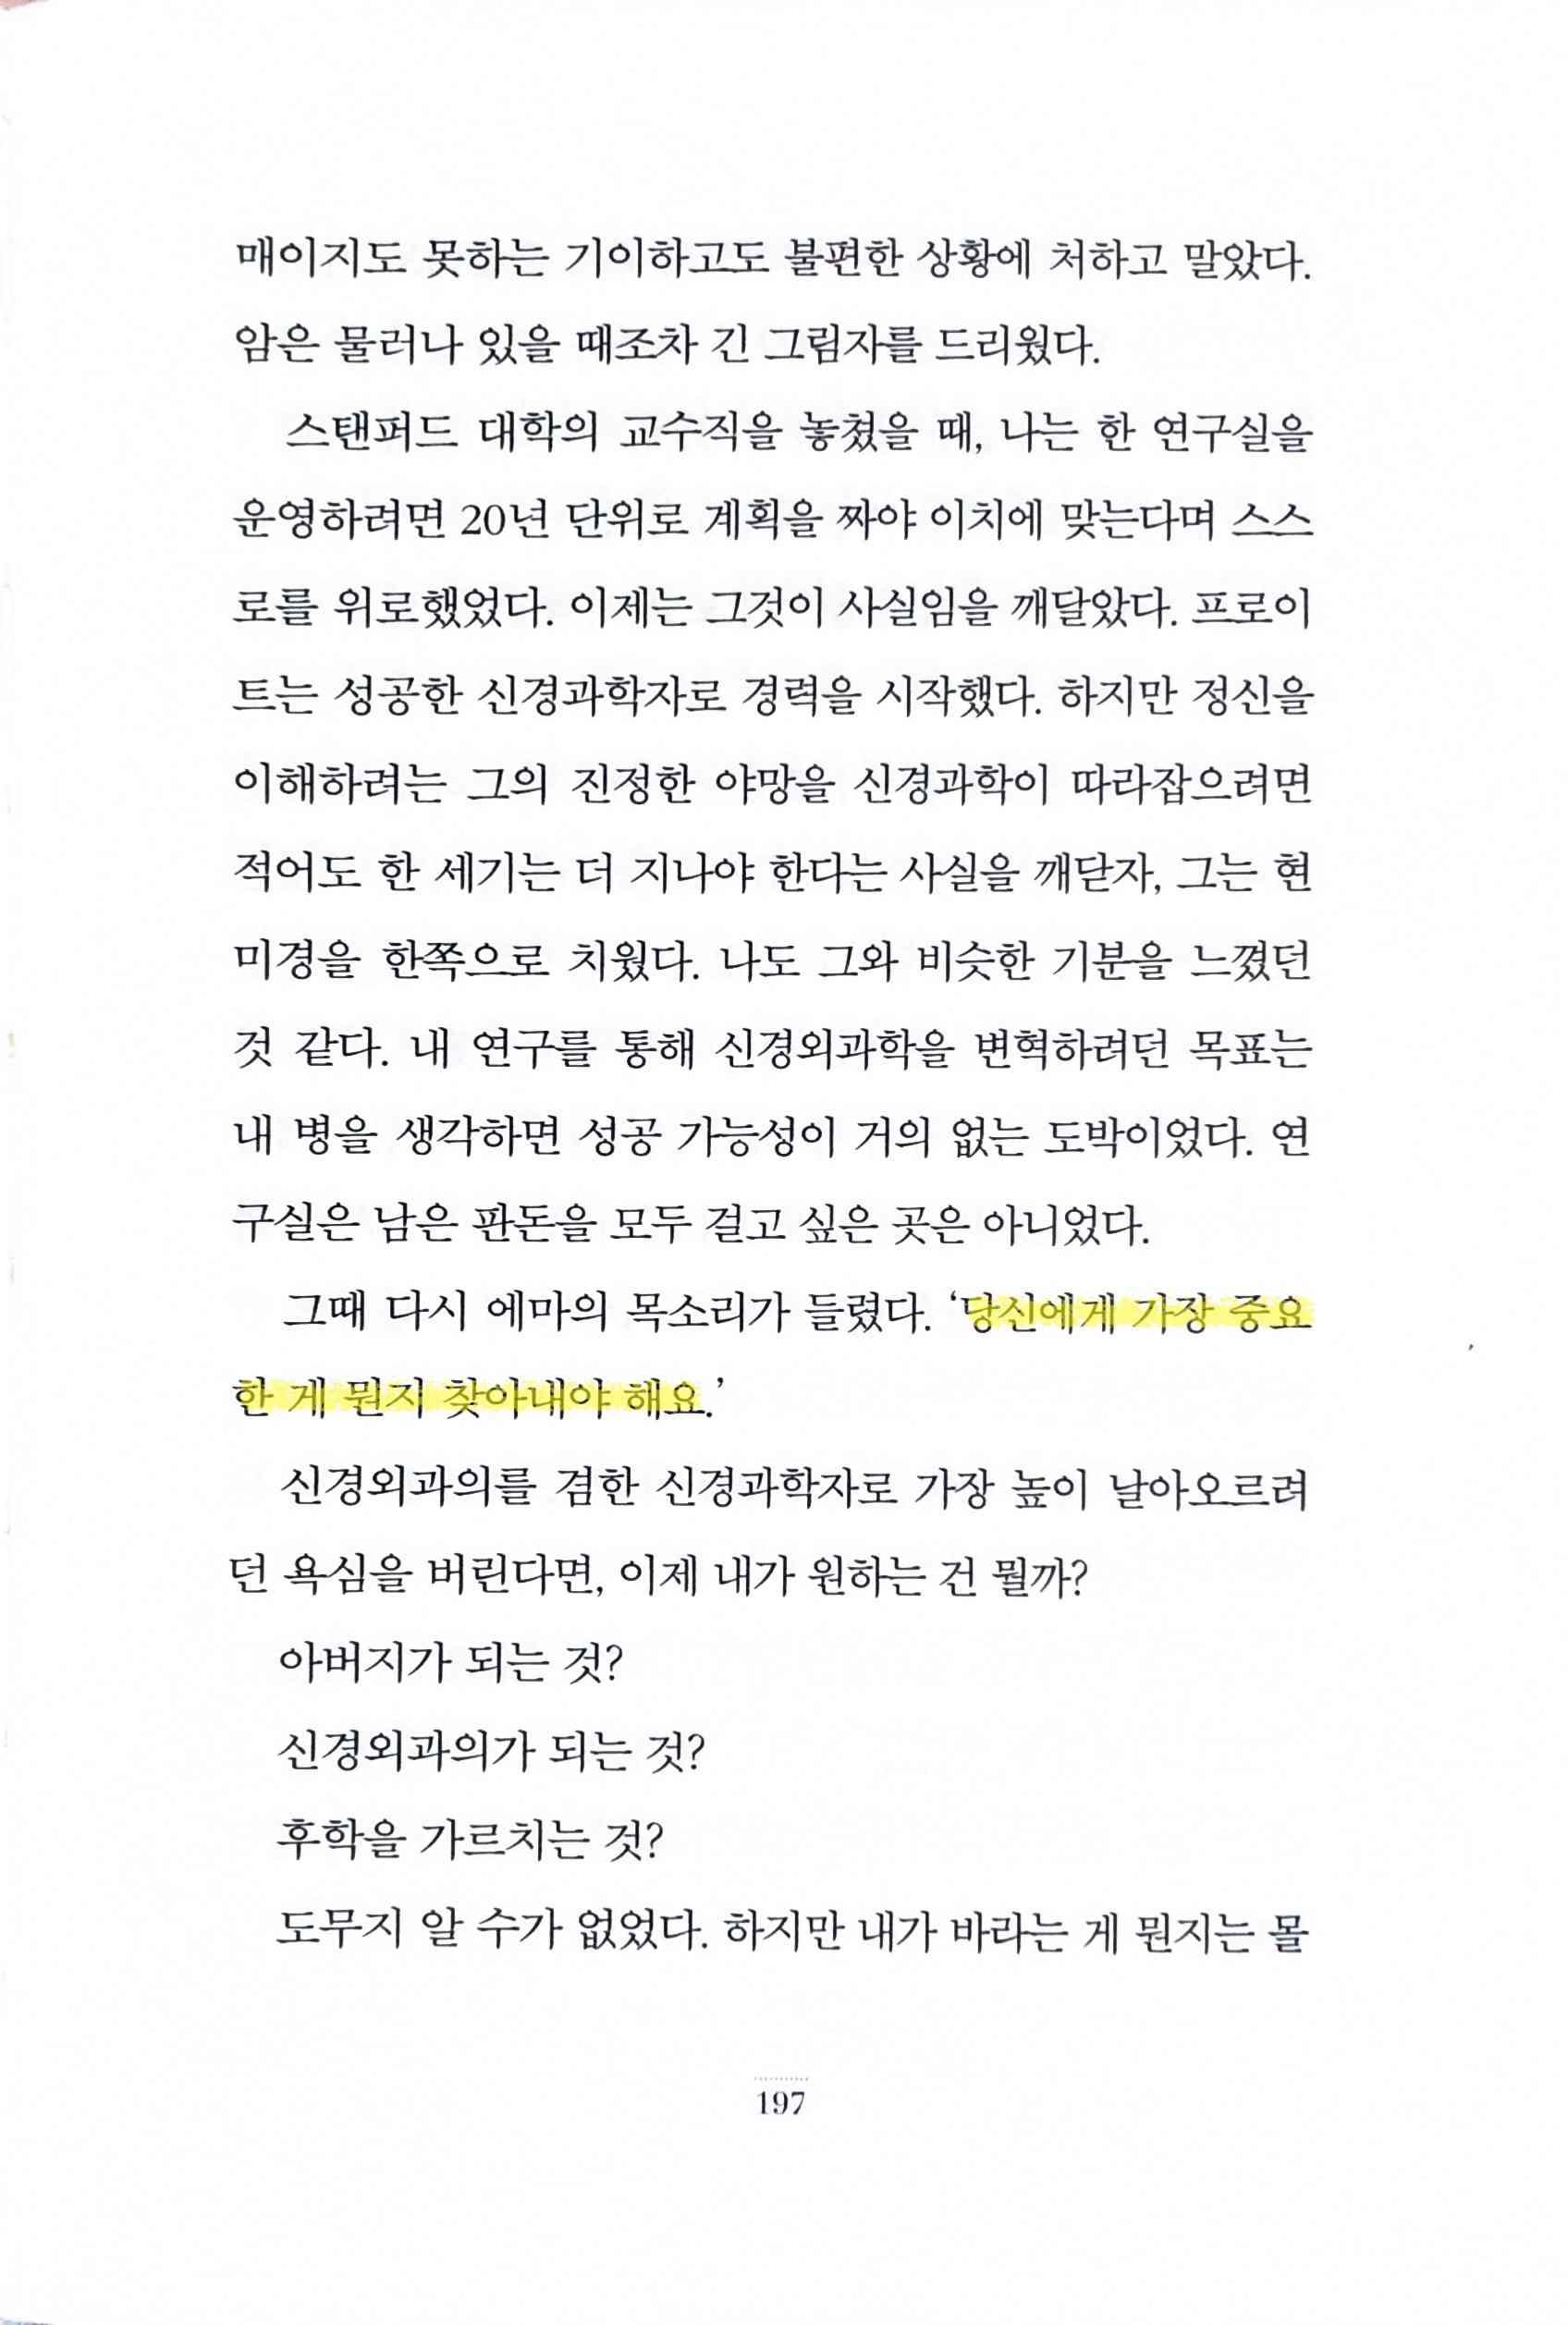 매이지도 못하는 기이하고도 불편한 상황에 처하고 말았다.
암은 물러나 있을 때조차 긴 그림자를 드리웠다.
스탠퍼드 대학의 교수직을 놓쳤을 때, 나는 한 연구실을
운영하려면 20년 단위로 계획을 짜야 이치에 맞는다며 스스
로를 위로했었다. 이제는 그것이 사실임을 깨달았다. 프로이
트는 성공한 신경과학자로 경력을 시작했다. 하지만 정신을
이해하려는 그의 진정한 야망을 신경과학이 따라잡으려면
적어도 한 세기는 더 지나야 한다는 사실을 깨닫자, 그는 현
미경을 한쪽으로 치웠다. 나도 그와 비슷한 기분을 느꼈던
것 같다. 내 연구를 통해 신경외과학을 변혁하려던 목표는
내 병을 생각하면 성공 가능성이 거의 없는 도박이었다. 연
구실은 남은 판돈을 모두 걸고 싶은 곳은 아니었다.
그때 다시 에마의 목소리가 들렸다. ‘당신에게 가장 중요
한 게 뭔지 찾아내야 해요.’
신경외과의를 겸한 신경과학자로 가장 높이 날아오르려
던 욕심을 버린다면, 이제 내가 원하는 건 뭘까?
아버지가 되는 것?
신경외과의가 되는 것?
후학을 가르치는 것?
도무지 알 수가 없었다. 하지만 내가 바라는 게 뭔지는 몰
197